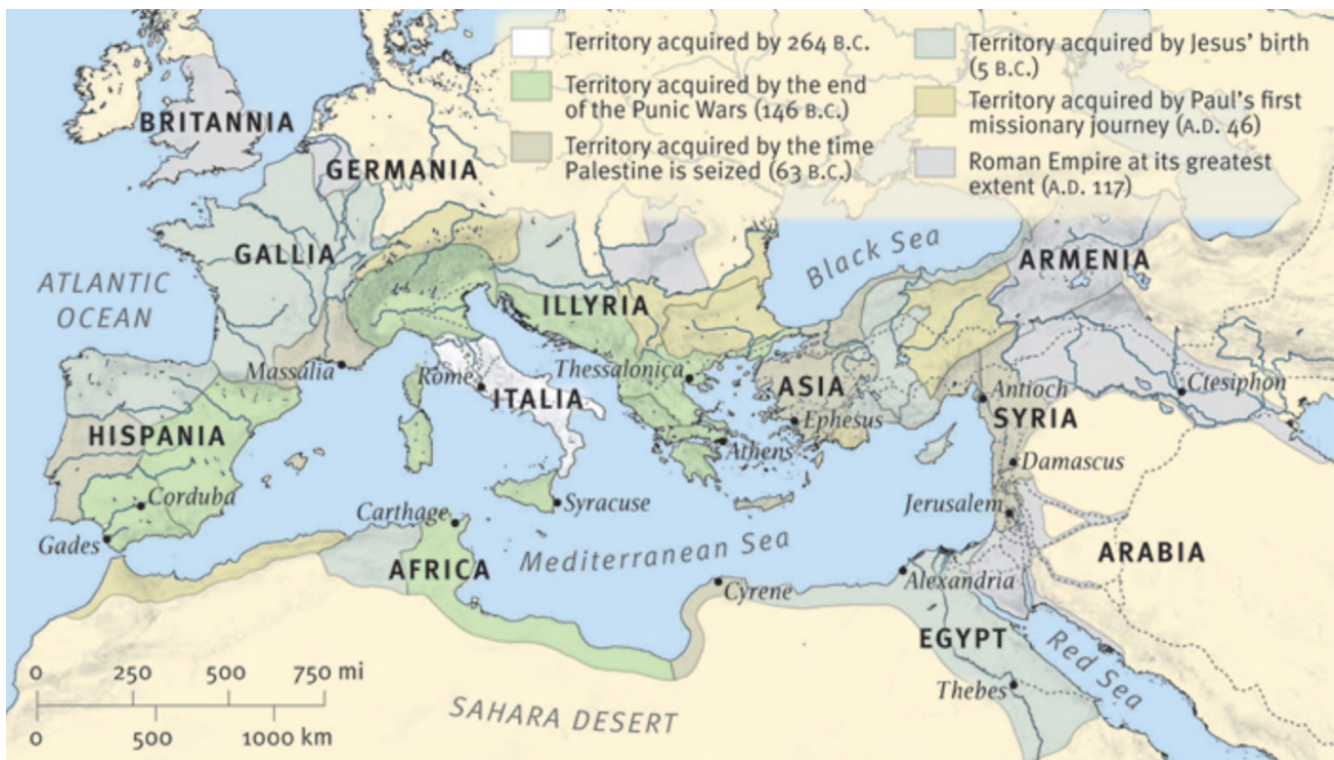 Territory acquired by 264 B.C.
Territory acquired by the end
of the Punic Wars (146 B.C.)
Territory acquired by the time
Palestine is seized (63 B.C.)
Territory acquired by Jesus’ birth
(5 B.C.)
Territory acquired by Paul’s first
missionary journey (A.D. 46)
Roman Empire at its greatest
extent (A.D. 117)
BRITANNIA
GERMANIA
GALLIA
ATLANTIC
OCEAN
Black Sea
ARMENIA
ILLYRIA
Massalia
Rome
ITALIA
Thessalonica
ASIA
Antioch
Ctesiphon
SYRIA
Ephesus
HISPANIA
Athens
Damascus
Corduba
Syracuse
Jerusalem
Carthage
Gades
Mediterranean Sea
ARABIA
AFRICA
Alexandria
Cyrene
EGYPT
Red Sea
Thebes
0 250 500 750 mi
SAHARA DESERT
0 500 1000 km